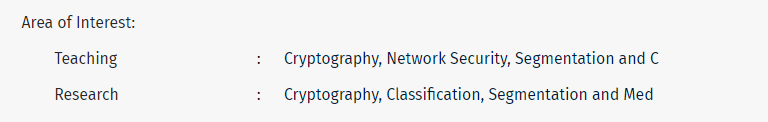 Area of Interest:
Teaching : Cryptography, Network Security, Segmentation and C
Research : Cryptography, Classification, Segmentation and Med